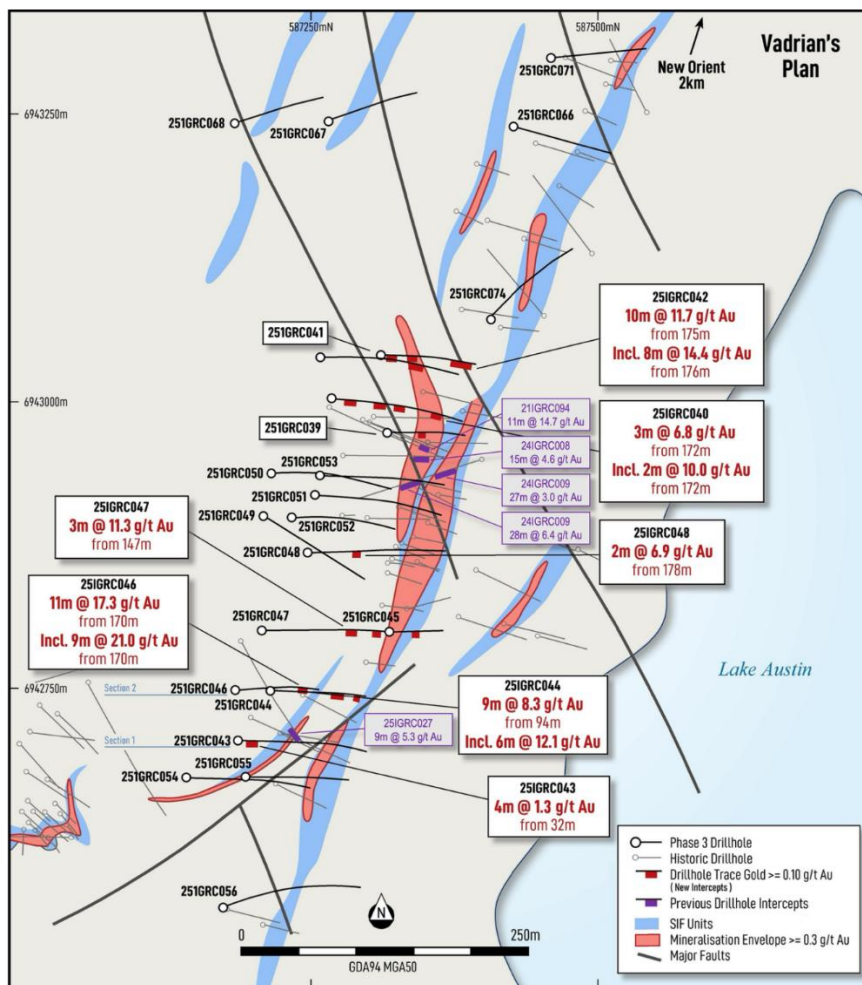 587250mN
587500mN
Vadrian's
Plan
New Orient
2km
251GRC071
6943250m
251GRC068
251GRC067
251GRC066
251GRC074
25IGRC042
10m @ 11.7 g/t Au
from 175m
Incl. 8m @ 14.4 g/t Au
from 176m
251GRC041
6943000m
21IGRC094
11m @ 14.7 g/t Au
251GRC039
25IGRC040
3m @ 6.8 g/t Au
from 172m
Incl. 2m @ 10.0 g/t Au
from 172m
24IGRC008
15m @ 4.6 g/t Au
251GRC053
251GRC050
24IGRC009
27m @ 3.0 g/t Au
251GRC051
251GRC049
251GRC052
24IGRC009
28m @ 6.4 g/t Au
25IGRC047
3m @ 11.3 g/t Au
from 147m
251GRC048
25IGRC048
2m @ 6.9 g/t Au
from 178m
25IGRC046
11m @ 17.3 g/t Au
from 170m
Incl. 9m @ 21.0 g/t Au
from 170m
251GRC047
251GRC045
Lake Austin
6942750m
Section 2
251GRC046
251GRC044
25IGRC044
9m @ 8.3 g/t Au
from 94m
Incl. 6m @ 12.1 g/t Au
25IGRC027
9m @ 5.3 g/t Au
Section 1
251GRC043
251GRC055
251GRC054
25IGRC043
4m @ 1.3 g/t Au
from 32m
251GRC056
N
0
250m
GDA94 MGA50
Phase 3 Drillhole
Historic Drillhole
Drillhole Trace Gold >= 0.10 g/t Au
(New Intercepts)
Previous Drillhole Intercepts
SIF Units
Mineralisation Envelope >= 0.3 g/t Au
Major Faults